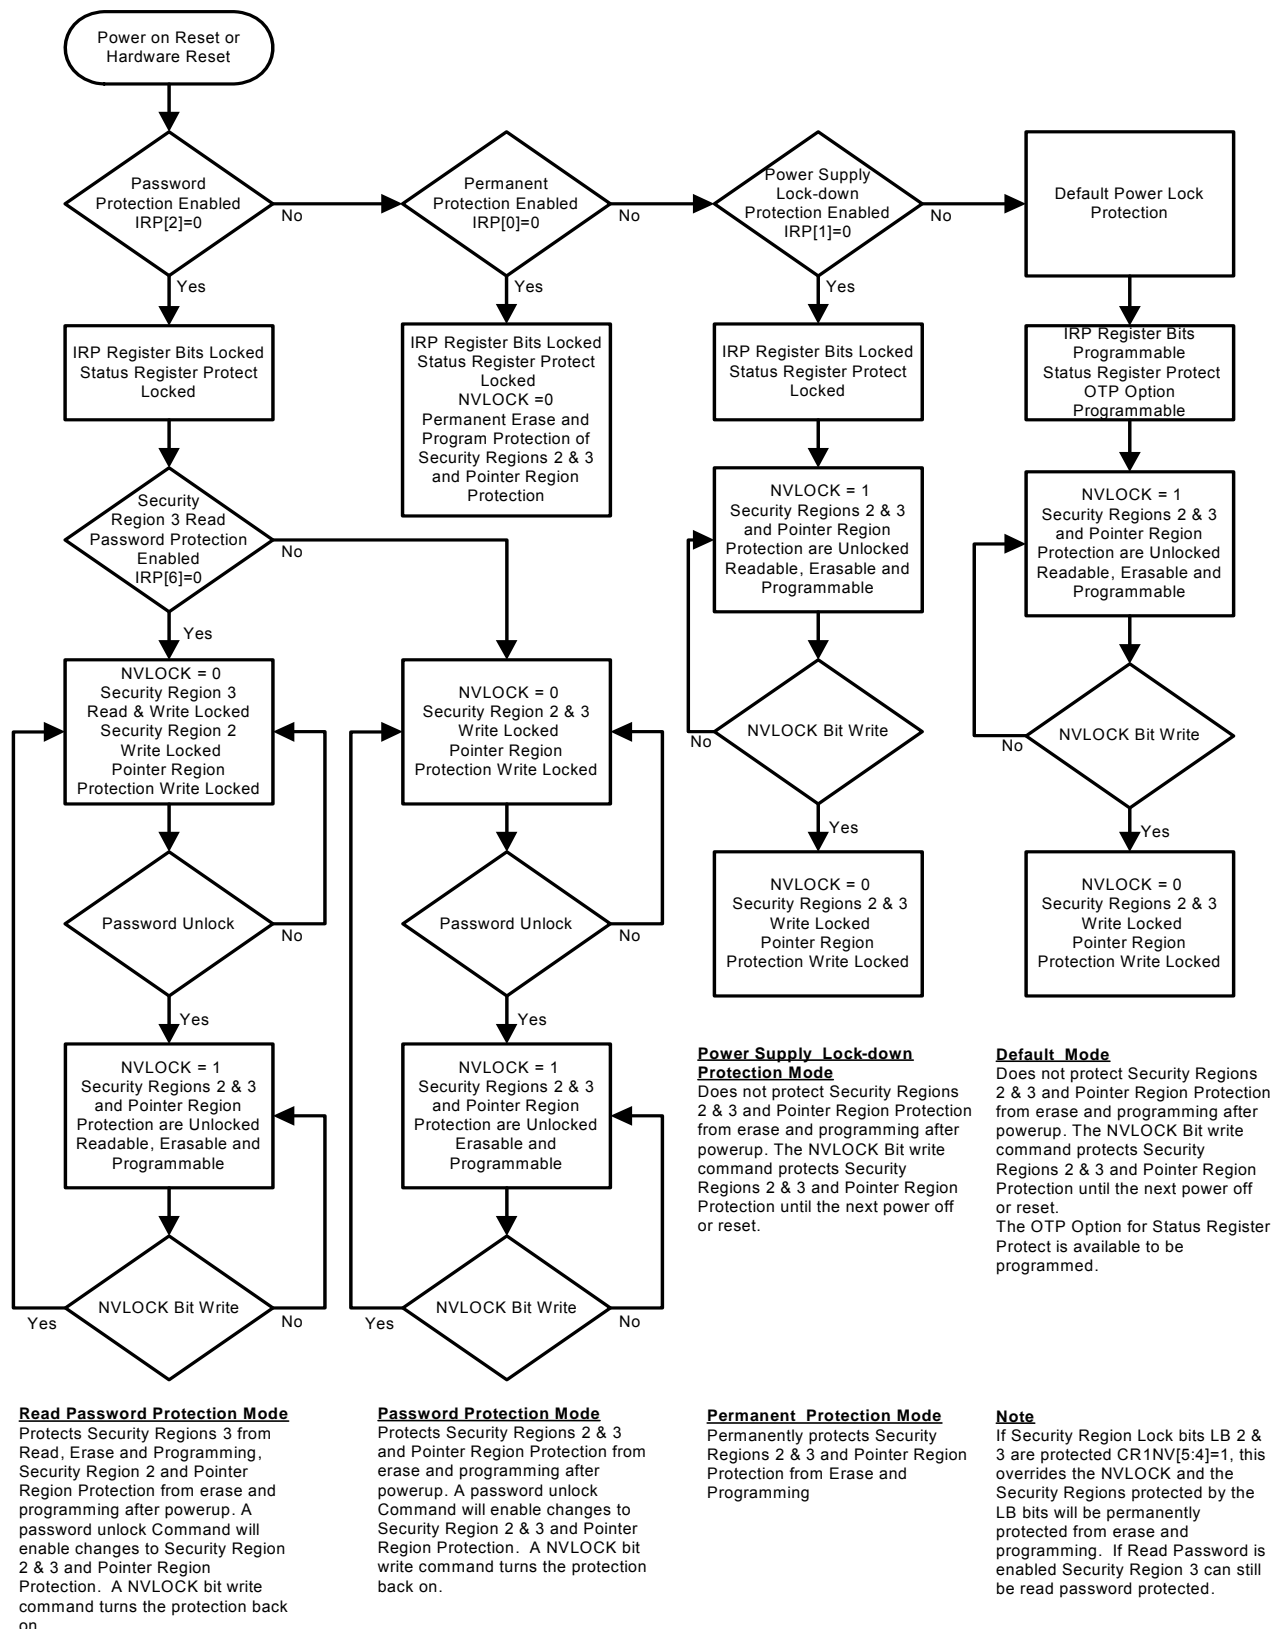 Power on Reset or
Hardware Reset
Password
Protection Enabled
IRP[2]=0
No
Yes
Permanent
Protection Enabled
IRP[0]=0
No
Yes
Power Supply
Lock-down
Protection Enabled
IRP[1]=0
No
Yes
Default Power Lock
Protection
IRP Register Bits Locked
Status Register Protect
Locked
IRP Register Bits Locked
Status Register Protect
Locked
NVLOCK =0
Permanent Erase and
Program Protection of
Security Regions 2 & 3
and Pointer Region
Protection
IRP Register Bits Locked
Status Register Protect
Locked
IRP Register Bits
Programmable
Status Register Protect
OTP Option
Programmable
Security
Region 3 Read
Password Protection
Enabled
IRP[6]=0
No
Yes
NVLOCK = 1
Security Regions 2 & 3
and Pointer Region
Protection are Unlocked
Readable, Erasable and
Programmable
NVLOCK = 1
Security Regions 2 & 3
and Pointer Region
Protection are Unlocked
Readable, Erasable and
Programmable
NVLOCK = 0
Security Region 3
Read & Write Locked
Security Region 2
Write Locked
Pointer Region
Protection Write Locked
NVLOCK = 0
Security Region 2 & 3
Write Locked
Pointer Region
Protection Write Locked
NVLOCK Bit Write
No
Yes
NVLOCK Bit Write
No
Yes
Password Unlock
No
Yes
Password Unlock
No
Yes
NVLOCK = 0
Security Regions 2 & 3
Write Locked
Pointer Region
Protection Write Locked
NVLOCK = 0
Security Regions 2 & 3
Write Locked
Pointer Region
Protection Write Locked
NVLOCK = 1
Security Regions 2 & 3
and Pointer Region
Protection are Unlocked
Readable, Erasable and
Programmable
NVLOCK = 1
Security Regions 2 & 3
and Pointer Region
Protection are Unlocked
Erasable and
Programmable
NVLOCK Bit Write
Yes
No
NVLOCK Bit Write
Yes
No
Power Supply Lock-down
Protection Mode
Does not protect Security Regions
2 & 3 and Pointer Region Protection
from erase and programming after
powerup. The NVLOCK Bit write
command protects Security
Regions 2 & 3 and Pointer Region
Protection until the next power off
or reset.
Default Mode
Does not protect Security Regions
2 & 3 and Pointer Region Protection
from erase and programming after
powerup. The NVLOCK Bit write
command protects Security
Regions 2 & 3 and Pointer Region
Protection until the next power off
or reset.
The OTP Option for Status Register
Protect is available to be
programmed.
Read Password Protection Mode
Protects Security Regions 3 from
Read, Erase and Programming,
Security Region 2 and Pointer
Region Protection from erase and
programming after powerup. A
password unlock Command will
enable changes to Security Region
2 & 3 and Pointer Region
Protection. A NVLOCK bit write
command turns the protection back
on.
Password Protection Mode
Protects Security Regions 2 & 3
and Pointer Region Protection from
erase and programming after
powerup. A password unlock
Command will enable changes to
Security Region 2 & 3 and Pointer
Region Protection. A NVLOCK bit
write command turns the protection
back on.
Permanent Protection Mode
Permanently protects Security
Regions 2 & 3 and Pointer Region
Protection from Erase and
Programming
Note
If Security Region Lock bits LB 2 &
3 are protected CR1NV[5:4]=1, this
overrides the NVLOCK and the
Security Regions protected by the
LB bits will be permanently
protected from erase and
programming. If Read Password is
enabled Security Region 3 can still
be read password protected.